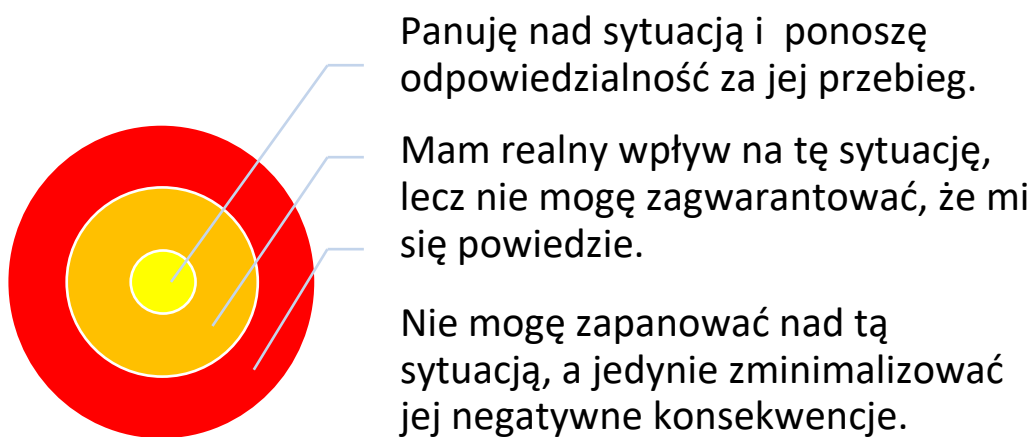 Panuję nad sytuacją i  ponoszę
odpowiedzialność za jej przebieg.
Mam realny wpływ na tę sytuację,
lecz nie mogę zagwarantować, że mi
się powiedzie.
Nie mogę zapanować nad tą
sytuacją, a jedynie zminimalizować
jej negatywne konsekwencje.